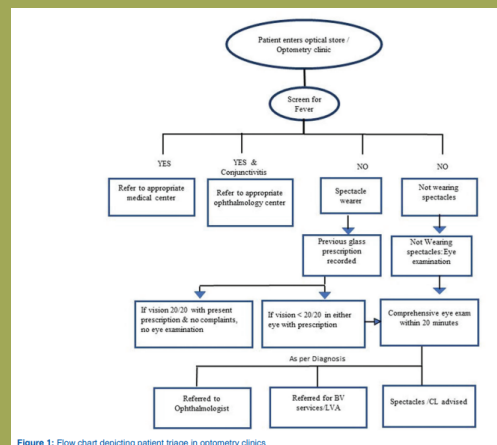 Patient enters optical store /
Optometry clinic
Screen for
Fever
YES
YES &
Conjunctivitis
NO
NO
Refer to appropriate
medical center
Refer to appropriate
ophthalmology center
Spectacle
wearer
Not wearing
spectacles
Previous glass
prescription
recorded
Not Wearing
spectacles: Eye
examination
If vision 20/20 with present
prescription & no complaints,
no eye examination
If vision < 20/20 in either
eye with prescription
Comprehensive eye exam
within 20 minutes
As per Diagnosis
Referred to
Ophthalmologist
Referred for BV
services/LVA
Spectacles /CL advised
Figure 1: Flow chart depicting patient triage in optometry clinics